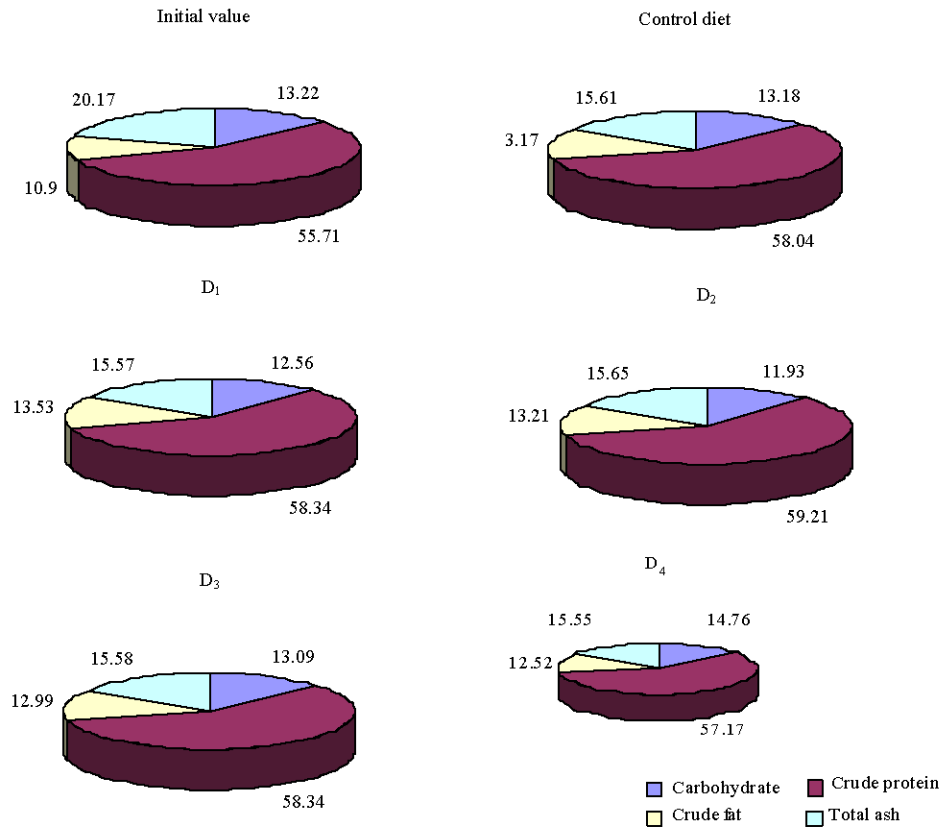 Initial value
Control diet
20.17
13.22
10.9
55.71
15.61
13.18
3.17
58.04
D₁
D₂
15.57
12.56
13.53
58.34
15.65
11.93
13.21
59.21
D₃
D₄
15.58
13.09
12.99
58.34
15.55
14.76
12.52
57.17
Carbohydrate
Crude protein
Crude fat
Total ash